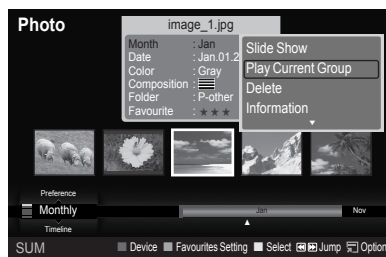 Photo
image_1.jpg
Month : Jan
Date : Jan.01.2
Color : Gray
Composition :
Folder : P-other
Favourite : ★ ★ ★
Slide Show
Play Current Group
Delete
Information
Preference
Monthly
Timeline
Jan
Nov
SUM
Device
Favourites Setting
Select
Jump
Option